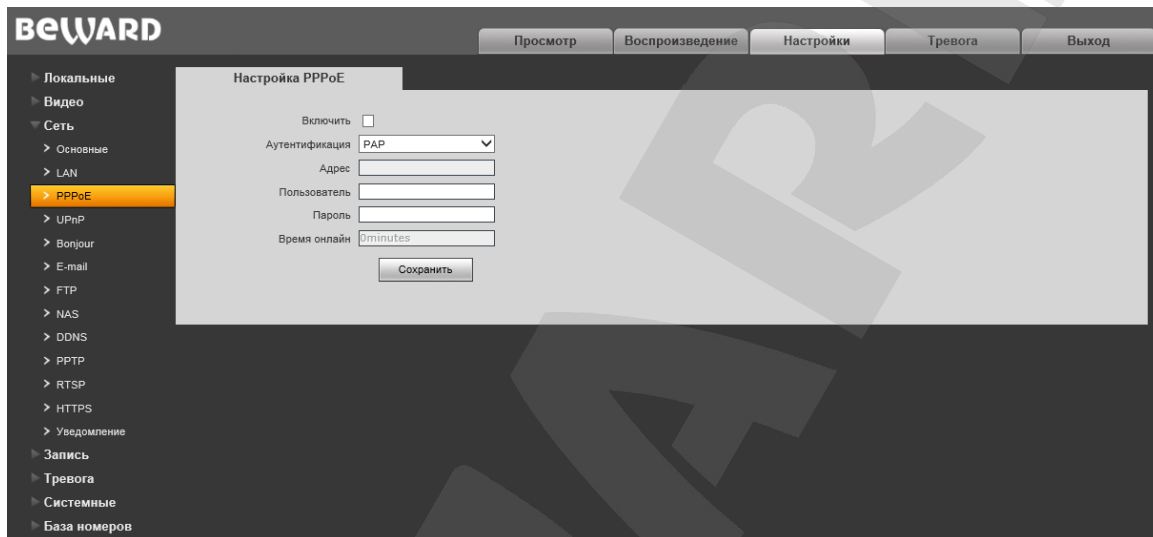 BEWARD
Просмотр Воспроизведение Настройки Тревога Выход
Локальные
Видео
Сеть
Основные
LAN
PPPoE
UPnP
Bonjour
E-mail
FTP
NAS
DDNS
PPTP
RTSP
HTTPS
Уведомление
Запись
Тревога
Системные
База номеров
Настройка PPPoE
Включить
Аутентификация PAP
Адрес
Пользователь
Пароль
Время онлайн 0minutes
Сохранить